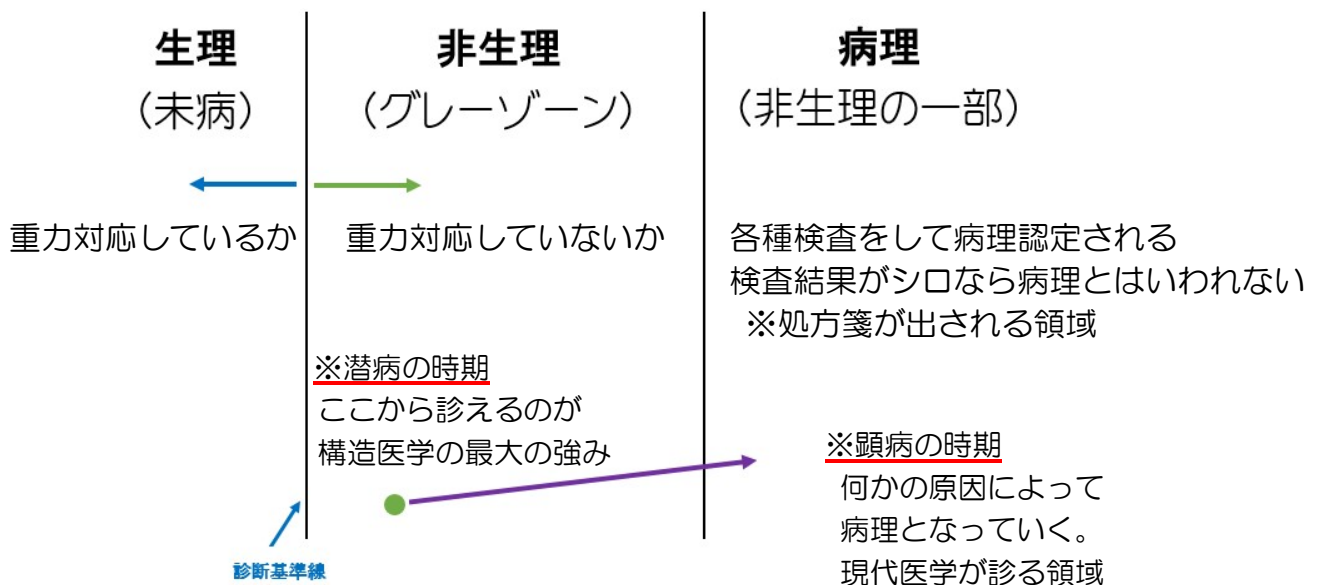 生理
(未病)
重力対応しているか
非生理
(グレーゾーン)
重力対応していないか
※潜病の時期
ここから診えるのが
構造医学の最大の強み
病理
(非生理の一部)
各種検査をして病理認定される
検査結果がシロなら病理とはいわれない
※処方箋が出される領域
※顕病の時期
何かの原因によって
病理となっていく。
現代医学が診る領域
診断基準線